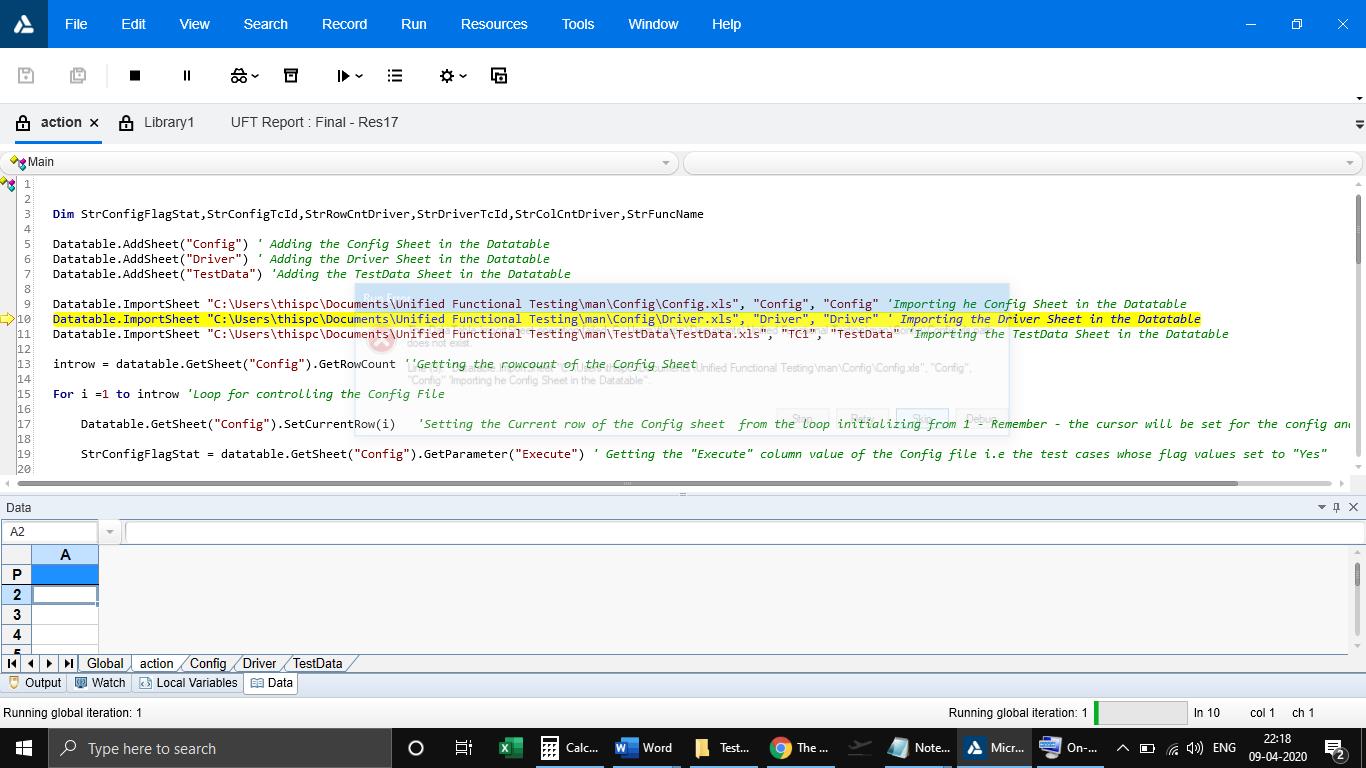 File Edit View Search Record Run Resources Tools Window Help
action × Library1 UFT Report : Final - Res17
Main
1
2
3 Dim StrConfigFlagStat,StrConfigTcId,StrRowCntDriver,StrDriverTcId,StrColCntDriver,StrFuncName
4
5 Datatable.AddSheet("Config") ' Adding the Config Sheet in the Datatable
6 Datatable.AddSheet("Driver") ' Adding the Driver Sheet in the Datatable
7 Datatable.AddSheet("TestData") 'Adding the TestData Sheet in the Datatable
8
9 Datatable.ImportSheet "C:\Users\thispc\Documents\Unified Functional Testing\man\Config\Config.xls", "Config", "Config" 'Importing he Config Sheet in the Datatable
10 Datatable.ImportSheet "C:\Users\thispc\Documents\Unified Functional Testing\man\Config\Driver.xls", "Driver", "Driver" ' Importing the Driver Sheet in the Datatable
11 Datatable.ImportSheet "C:\Users\thispc\Documents\Unified Functional Testing\man\TestData\TestData.xls", "TC1", "TestData" 'Importing the TestData Sheet in the Datatable
does not exist.
12
13 introw = datatable.GetSheet("Config").GetRowCount ''Getting the rowcount of the Config Sheet
Documents\Unified Functional Testing\man\Config\Config.xls", "Config",
14
"Config" 'Importing he Config Sheet in the Datatable".
15 For i =1 to introw 'Loop for controlling the Config File
16
Stop Retry Skip Debug
17 Datatable.GetSheet("Config").SetCurrentRow(i) 'Setting the Current row of the Config sheet from the loop initializing from 1 - Remember - the cursor will be set for the config an
18
19 StrConfigFlagStat = datatable.GetSheet("Config").GetParameter("Execute") ' Getting the "Execute" column value of the Config file i.e the test cases whose flag values set to "Yes"
20
Data
A2
A
P
2
3
4
5
Global action Config Driver TestData
Output Watch Local Variables Data
Running global iteration: 1 Running global iteration: 1 ln 10 col 1 ch 1
Type here to search Calc... Word Test... The ... Note... Micr... On-... ENG 22:18
09-04-2020 2